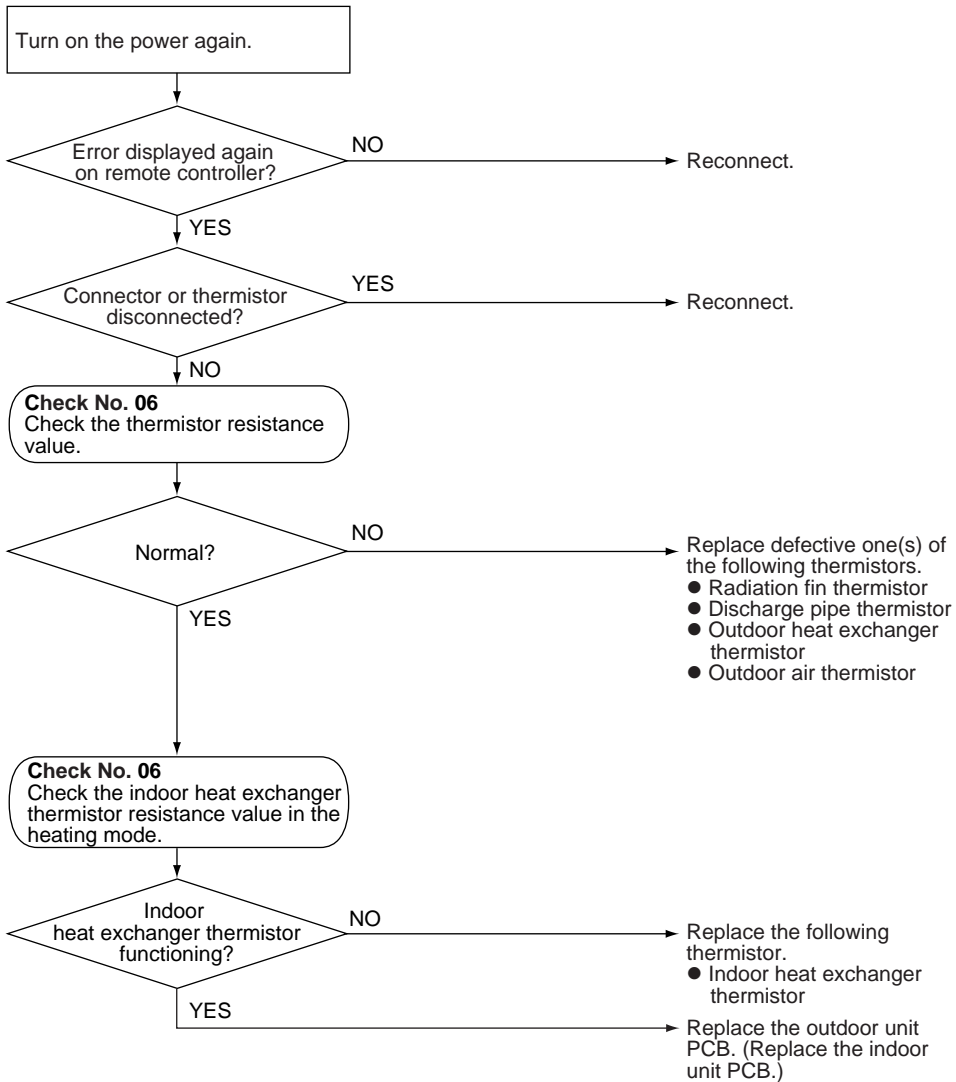 Turn on the power again.
Error displayed again
on remote controller?
NO
Reconnect.
YES
Connector or thermistor
disconnected?
YES
Reconnect.
NO
Check No. 06
Check the thermistor resistance
value.
Normal?
NO
Replace defective one(s) of
the following thermistors.
● Radiation fin thermistor
● Discharge pipe thermistor
● Outdoor heat exchanger
thermistor
● Outdoor air thermistor
YES
Check No. 06
Check the indoor heat exchanger
thermistor resistance value in the
heating mode.
Indoor
heat exchanger thermistor
functioning?
NO
Replace the following
thermistor.
● Indoor heat exchanger
thermistor
YES
Replace the outdoor unit
PCB. (Replace the indoor
unit PCB.)